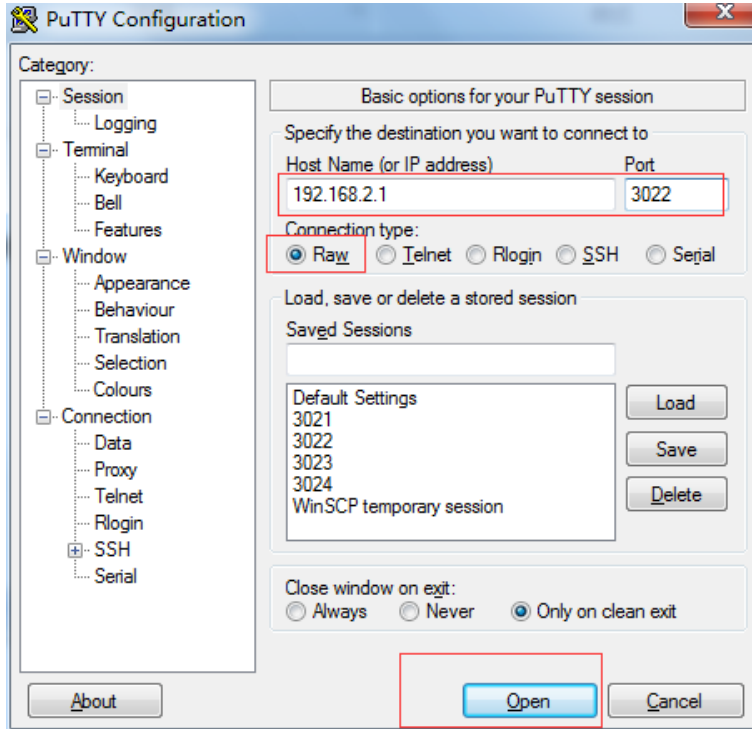 PuTTY Configuration
Category:
Session
Logging
Terminal
Keyboard
Bell
Features
Window
Appearance
Behaviour
Translation
Selection
Colours
Connection
Data
Proxy
Telnet
Rlogin
SSH
Serial
Basic options for your PuTTY session
Specify the destination you want to connect to
Host Name (or IP address) Port
192.168.2.1 3022
Connection type:
Raw Telnet Rlogin SSH Serial
Load, save or delete a stored session
Saved Sessions
Default Settings
3021
3022
3023
3024
WinSCP temporary session
Load
Save
Delete
Close window on exit:
Always Never Only on clean exit
About Open Cancel